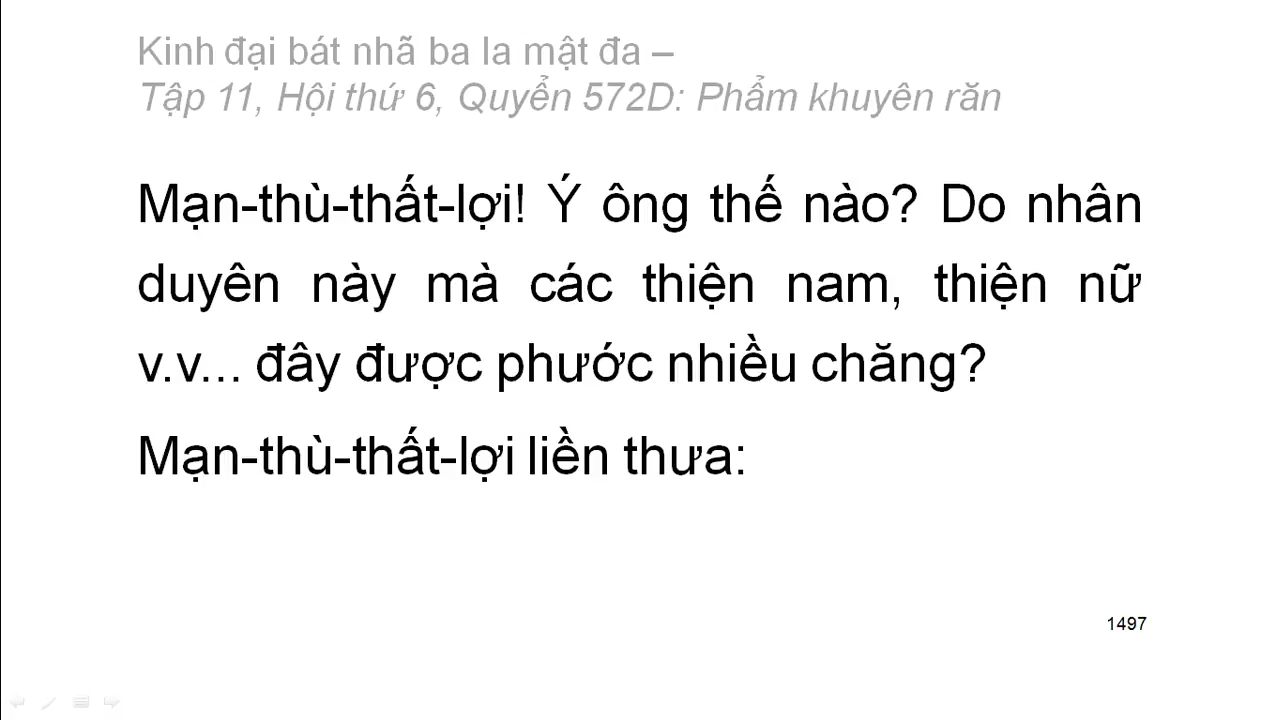 Kinh đại bát nhã ba la mật đa –
Tập 11, Hội thứ 6, Quyển 572D: Phẩm khuyên răn
Mạn-thù-thất-lợi! Ý ông thế nào? Do nhân
duyên này mà các thiện nam, thiện nữ
v.v... đây được phước nhiều chăng?
Mạn-thù-thất-lợi liền thưa:
1497